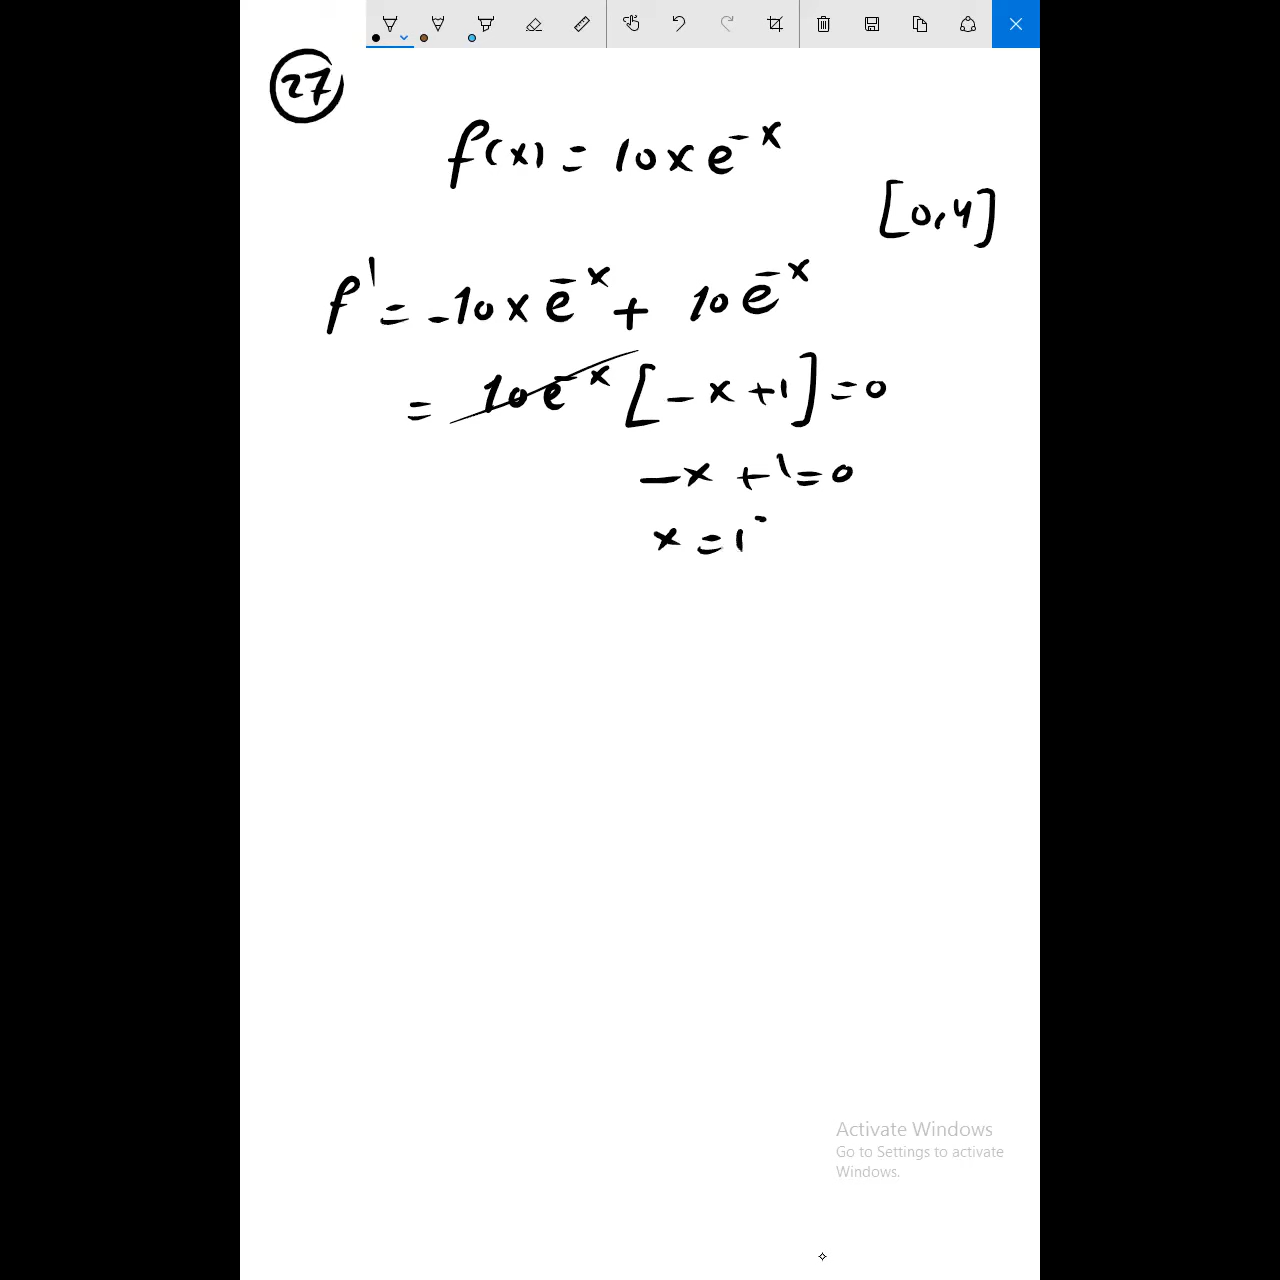 27
f(x) = 10xe^-x
[0,4]
f' = -10xe^-x + 10e^-x
= 10e^-x [-x+1] = 0
-x+1=0
x=1
Activate Windows
Go to Settings to activate
Windows.